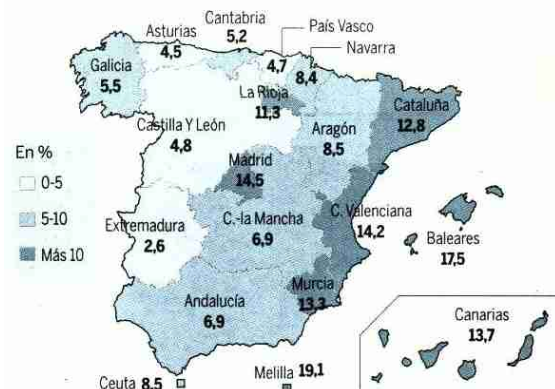 Cantabria
5,2
Asturias
4,5
País Vasco
4,7
Navarra
8,4
Galicia
5,5
La Rioja
11,3
Cataluña
12,8
Castilla Y León
4,8
Aragón
8,5
En %
0-5
5-10
Más 10
Madrid
14,5
Extremadura
2,6
C.-la Mancha
6,9
C. Valenciana
14,2
Baleares
17,5
Murcia
13,3
Andalucía
6,9
Canarias
13,7
Ceuta 8,5
Melilla 19,1